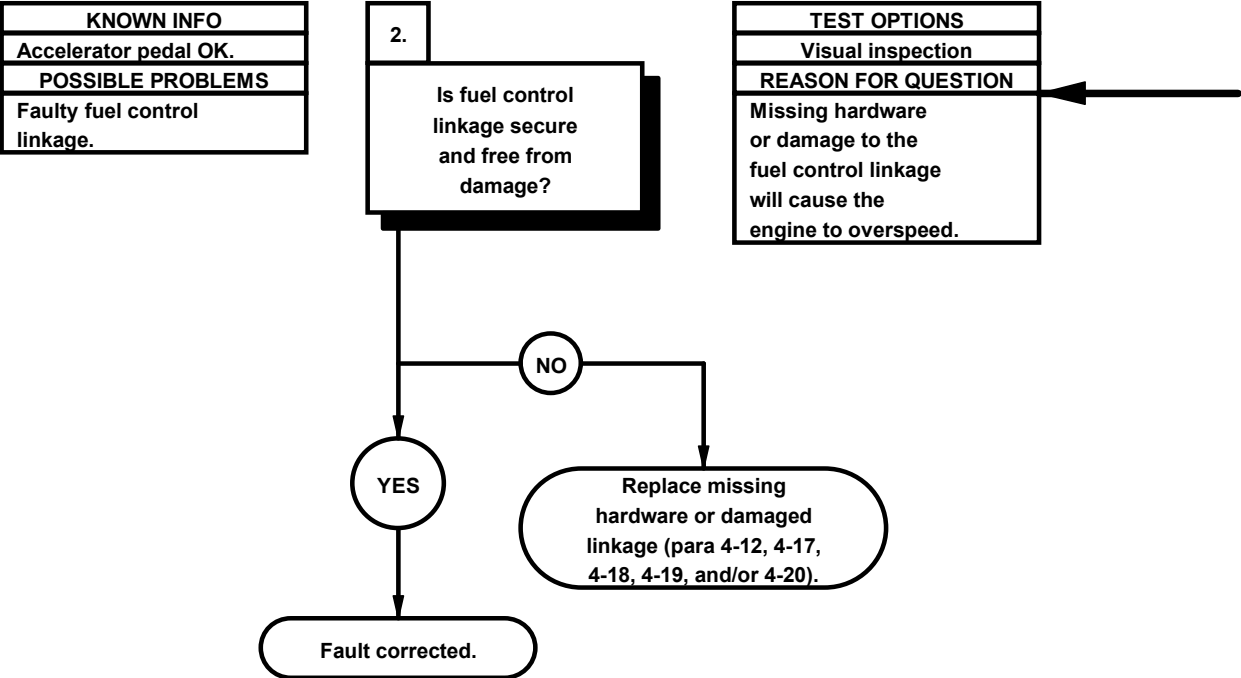 KNOWN INFO
Accelerator pedal OK.
POSSIBLE PROBLEMS
Faulty fuel control
linkage.
2.
Is fuel control
linkage secure
and free from
damage?
TEST OPTIONS
Visual inspection
REASON FOR QUESTION
Missing hardware
or damage to the
fuel control linkage
will cause the
engine to overspeed.
NO
YES
Replace missing
hardware or damaged
linkage (para 4-12, 4-17,
4-18, 4-19, and/or 4-20).
Fault corrected.